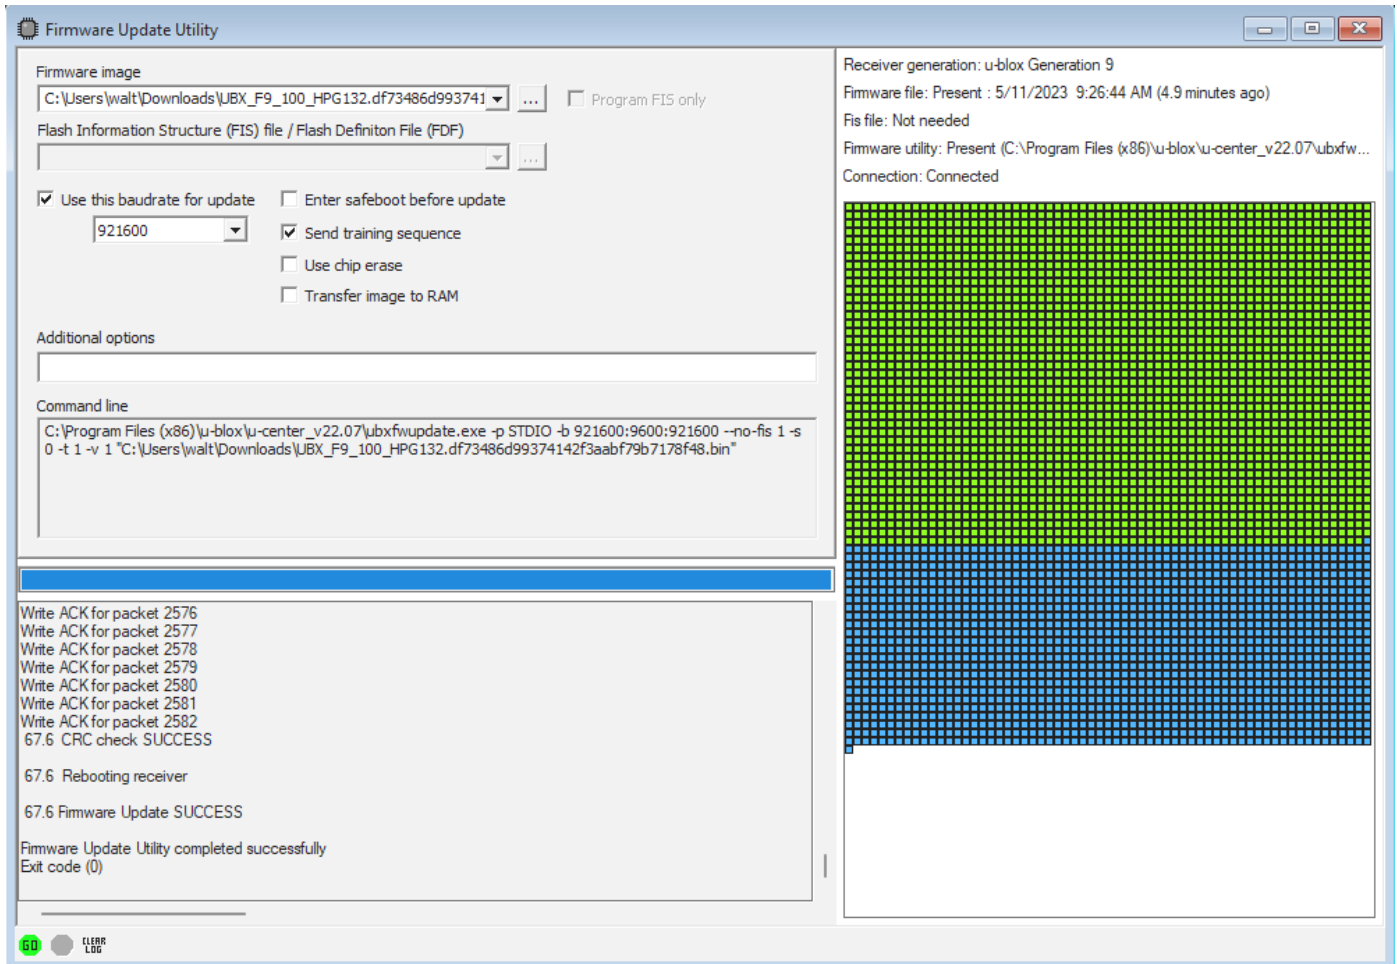 Firmware Update Utility
Firmware image
C:\Users\walt\Downloads\UBX_F9_100_HPG132.df73486d993741
...
Program FIS only
Flash Information Structure (FIS) file / Flash Definiton File (FDF)
...
Use this baudrate for update
Enter safeboot before update
921600
Send training sequence
Use chip erase
Transfer image to RAM
Additional options
Command line
C:\Program Files (x86)\u-blox\u-center_v22.07\ubxfwupdate.exe -p STDIO -b 921600:9600:921600 --no-fis 1 -s
0 -t 1 -v 1 "C:\Users\walt\Downloads\UBX_F9_100_HPG132.df73486d99374142f3aabf79b7178f48.bin"
Write ACK for packet 2576
Write ACK for packet 2577
Write ACK for packet 2578
Write ACK for packet 2579
Write ACK for packet 2580
Write ACK for packet 2581
Write ACK for packet 2582
67.6 CRC check SUCCESS
67.6 Rebooting receiver
67.6 Firmware Update SUCCESS
Firmware Update Utility completed successfully
Exit code (0)
GO
CLEAR
LOG
Receiver generation: u-blox Generation 9
Firmware file: Present : 5/11/2023 9:26:44 AM (4.9 minutes ago)
Fis file: Not needed
Firmware utility: Present (C:\Program Files (x86)\u-blox\u-center_v22.07\ubxfw...
Connection: Connected